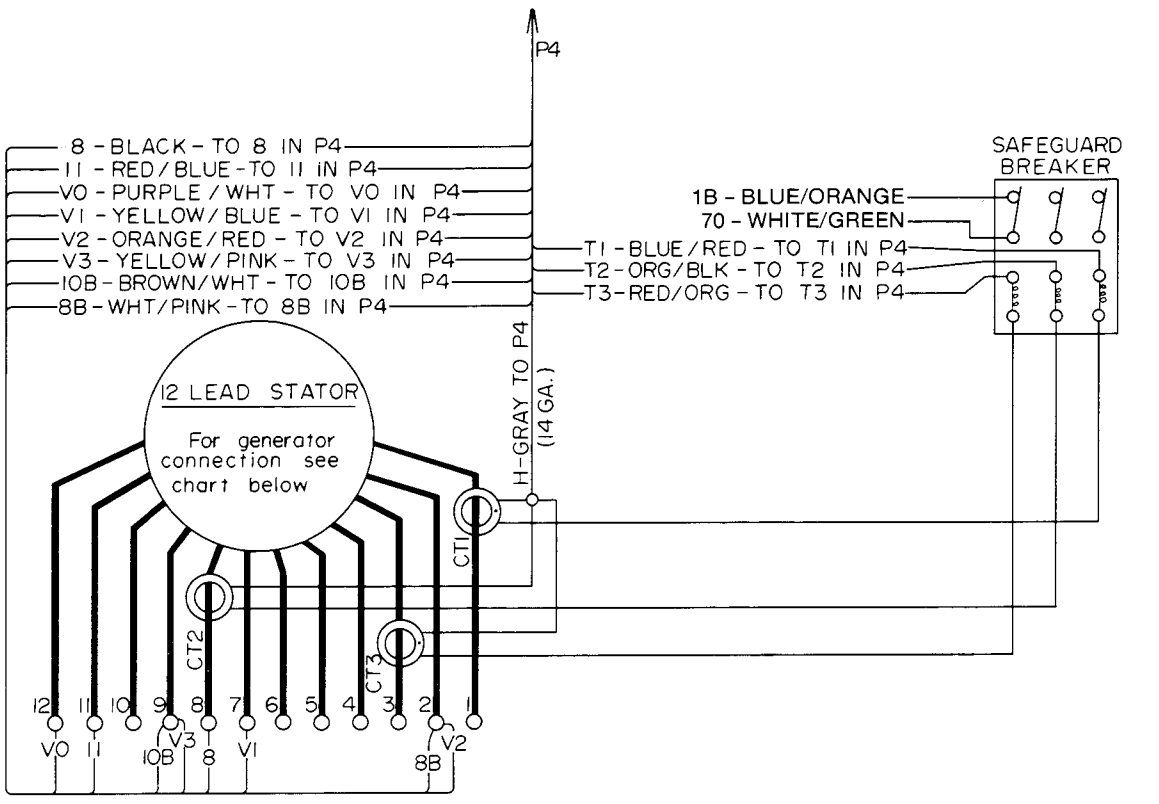 P4
8 - BLACK - TO 8 IN P4
11 - RED/BLUE - TO 11 IN P4
V0 - PURPLE / WHT - TO V0 IN P4
V1 - YELLOW/BLUE - TO V1 IN P4
V2 - ORANGE/RED - TO V2 IN P4
V3 - YELLOW/PINK - TO V3 IN P4
10B - BROWN/WHT - TO 10B IN P4
8B - WHT/PINK - TO 8B IN P4
SAFEGUARD
BREAKER
1B - BLUE/ORANGE
70 - WHITE/GREEN
T1 - BLUE/RED - TO T1 IN P4
T2 - ORG/BLK - TO T2 IN P4
T3 - RED/ORG - TO T3 IN P4
H-GRAY TO P4
(14 GA.)
12 LEAD STATOR
For generator
connection see
chart below
CT1
CT2
CT3
12 11 10 9 8 7 6 5 4 3 2 1
V0 11 10B V3 8 V1 8B V2